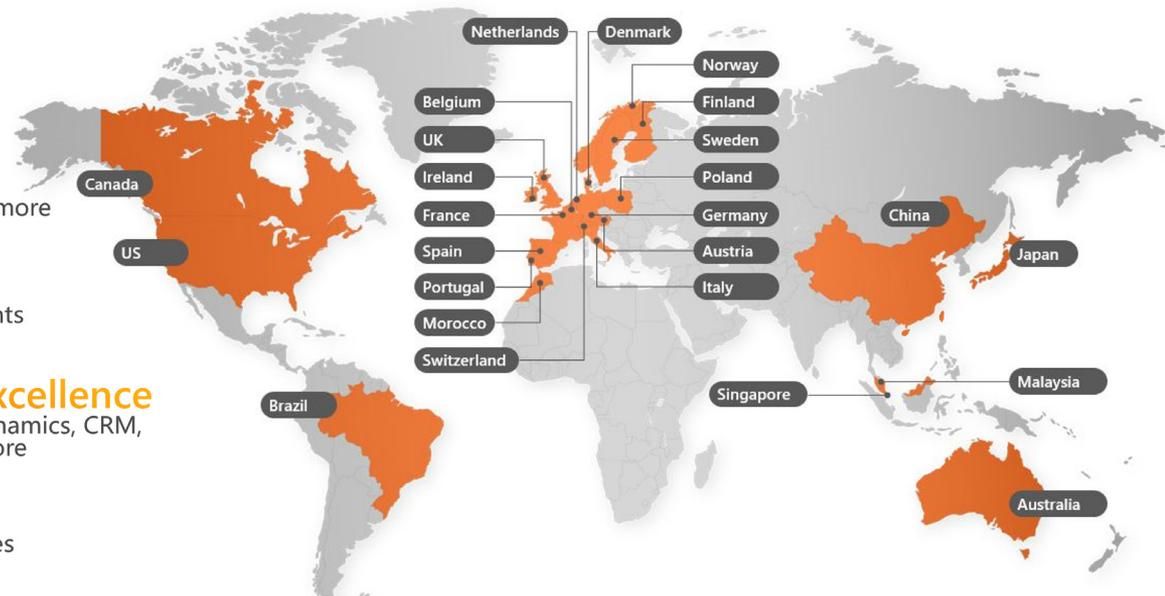 Netherlands
Denmark
Norway
Belgium
Finland
UK
Sweden
Canada
Ireland
Poland
more
France
Germany
China
US
Spain
Austria
Japan
Portugal
Italy
nts
Morocco
Switzerland
Malaysia
xcellence
Singapore
Brazil
namics, CRM,
ore
Australia
es